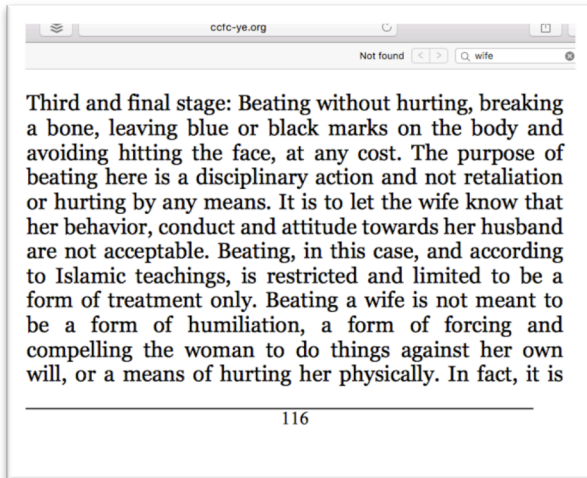 ccfc-ye.org
Not found < > wife
Third and final stage: Beating without hurting, breaking
a bone, leaving blue or black marks on the body and
avoiding hitting the face, at any cost. The purpose of
beating here is a disciplinary action and not retaliation
or hurting by any means. It is to let the wife know that
her behavior, conduct and attitude towards her husband
are not acceptable. Beating, in this case, and according
to Islamic teachings, is restricted and limited to be a
form of treatment only. Beating a wife is not meant to
be a form of humiliation, a form of forcing and
compelling the woman to do things against her own
will, or a means of hurting her physically. In fact, it is
116